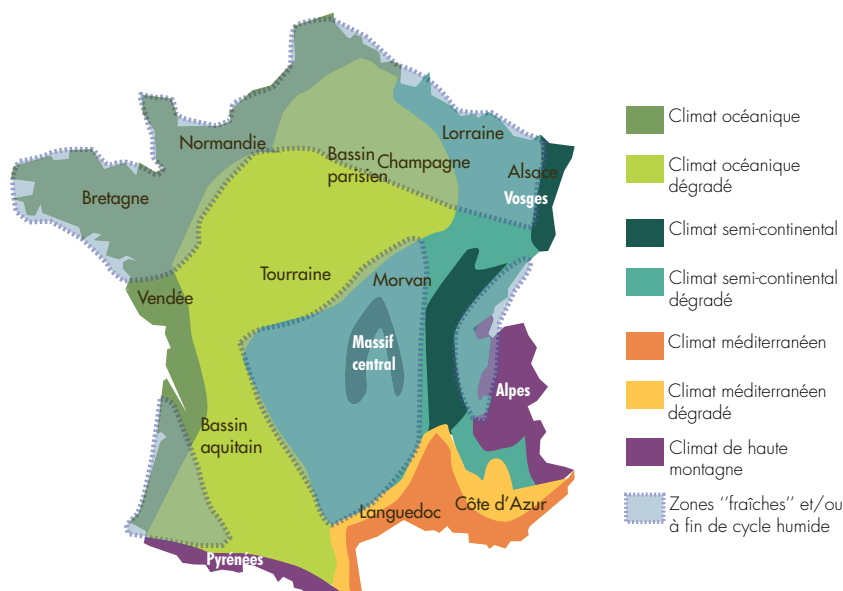 Normandie
Lorraine
Bassin
parisien
Champagne
Alsace
Vosges
Bretagne
Tourraine
Morvan
Vendée
Massif
central
Alpes
Bassin
aquitain
Languedoc
Côte d'Azur
Pyrénées
Climat océanique
Climat océanique
dégradé
Climat semi-continental
Climat semi-continental
dégradé
Climat méditerranéen
Climat méditerranéen
dégradé
Climat de haute
montagne
Zones "fraîches" et/ou
à fin de cycle humide